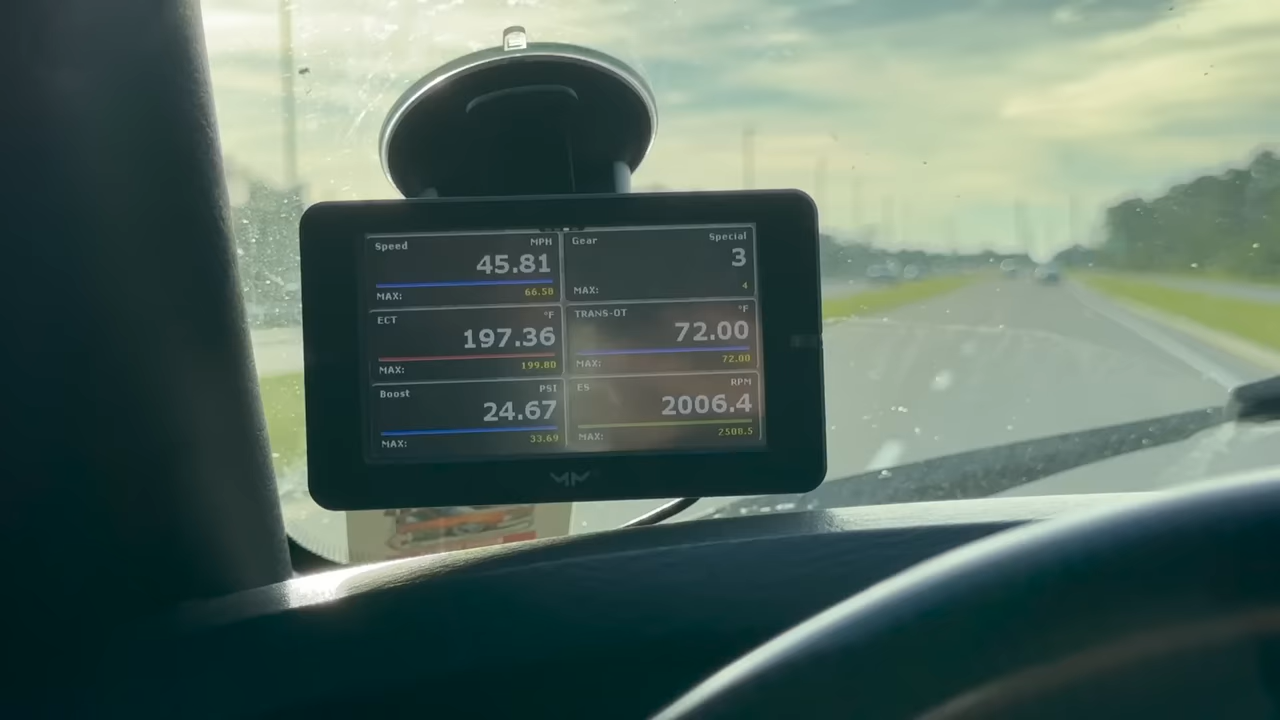 Speed MPH
45.81
MAX: 66.58
Gear Special
3
MAX: 4
ECT °F
197.36
MAX: 199.80
TRANS-OT °F
72.00
MAX: 72.00
Boost PSI
24.67
MAX: 33.69
ES RPM
2006.4
MAX: 2508.5